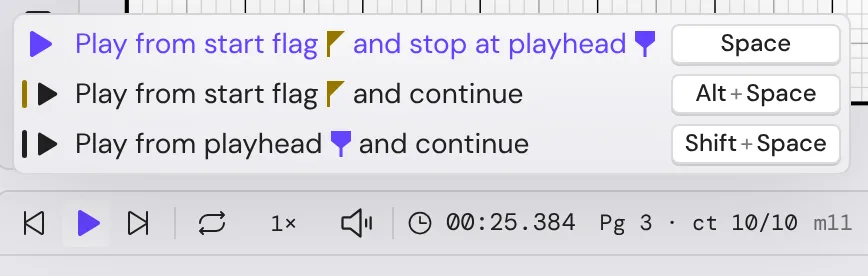 Play from start flag and stop at playhead Space
Play from start flag and continue Alt+Space
Play from playhead and continue Shift+Space
1× 00:25.384 Pg 3 · ct 10/10 m11